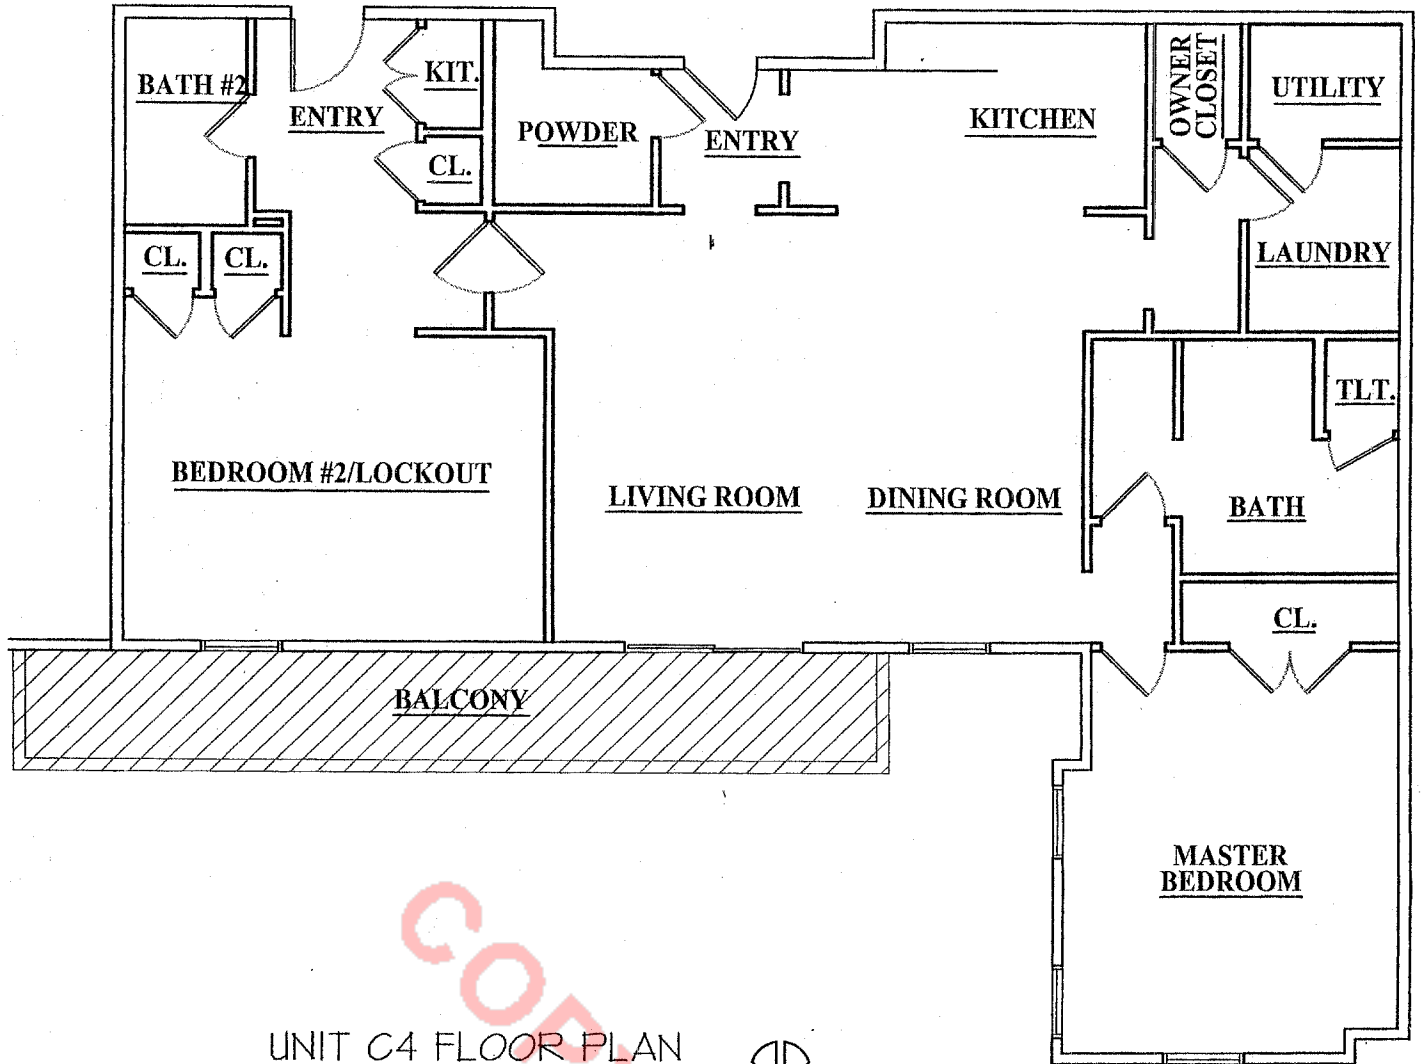 BATH #2
ENTRY
KIT.
CL.
POWDER
ENTRY
KITCHEN
OWNER
CLOSET
UTILITY
CL.
CL.
LAUNDRY
TLT.
BEDROOM #2/LOCKOUT
LIVING ROOM
DINING ROOM
BATH
CL.
BALCONY
MASTER
BEDROOM
UNIT C4 FLOOR PLAN